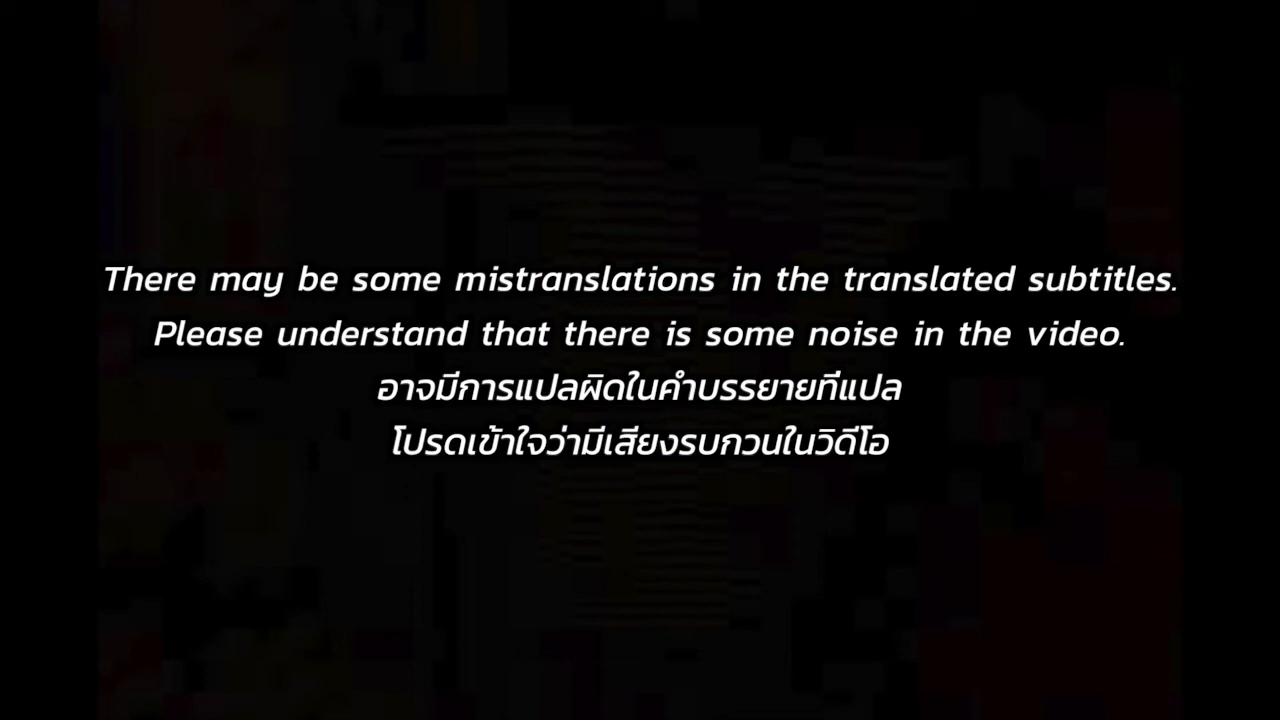 There may be some mistranslations in the translated subtitles.
Please understand that there is some noise in the video.
อาจมีการแปลผิดในคำบรรยายที่แปล
โปรดเข้าใจว่ามีเสียงรบกวนในวิดีโอ